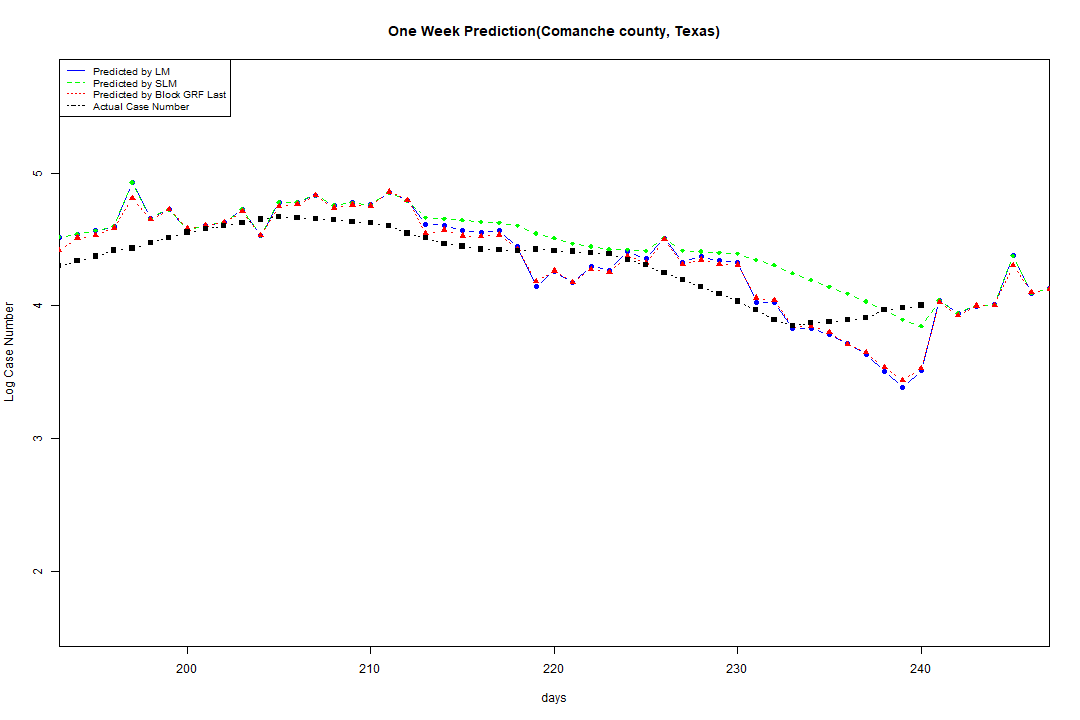 One Week Prediction(Comanche county, Texas)
Predicted by LM
Predicted by SLM
Predicted by Block GRF Last
Actual Case Number
5
4
3
2
Log Case Number
200
210
220
230
240
days